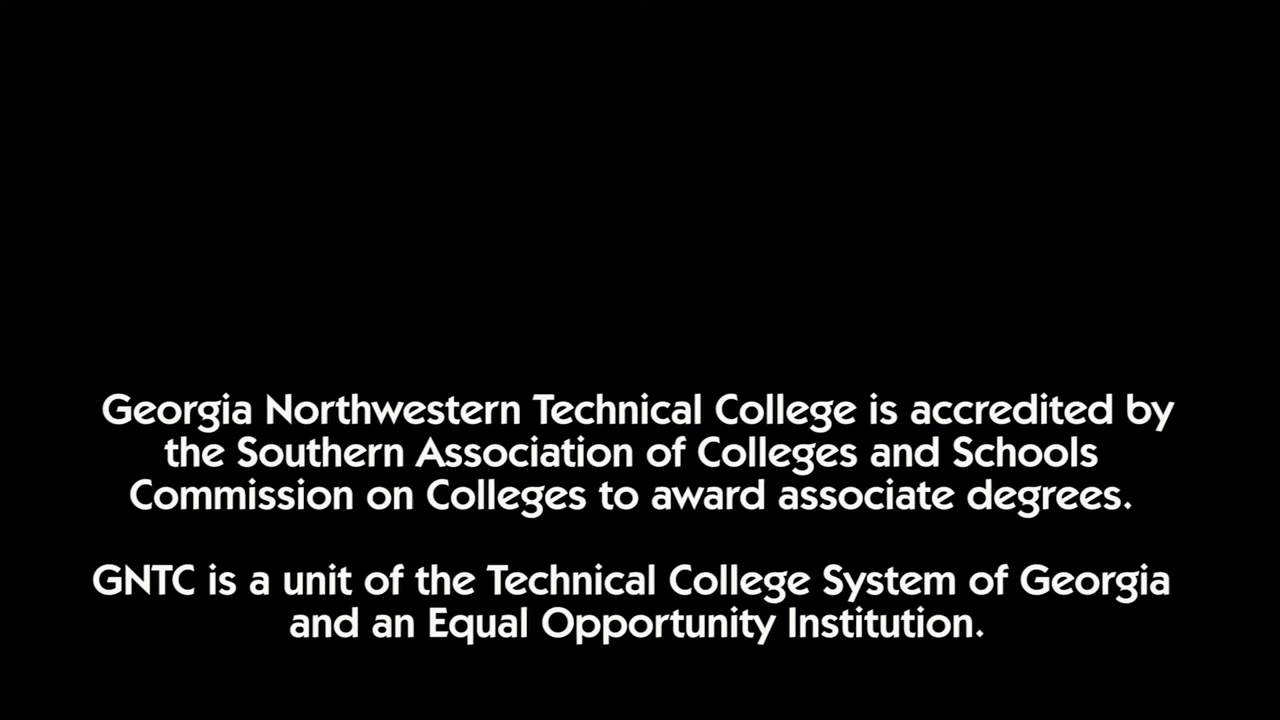 Georgia Northwestern Technical College is accredited by
the Southern Association of Colleges and Schools
Commission on Colleges to award associate degrees.
GNTC is a unit of the Technical College System of Georgia
and an Equal Opportunity Institution.